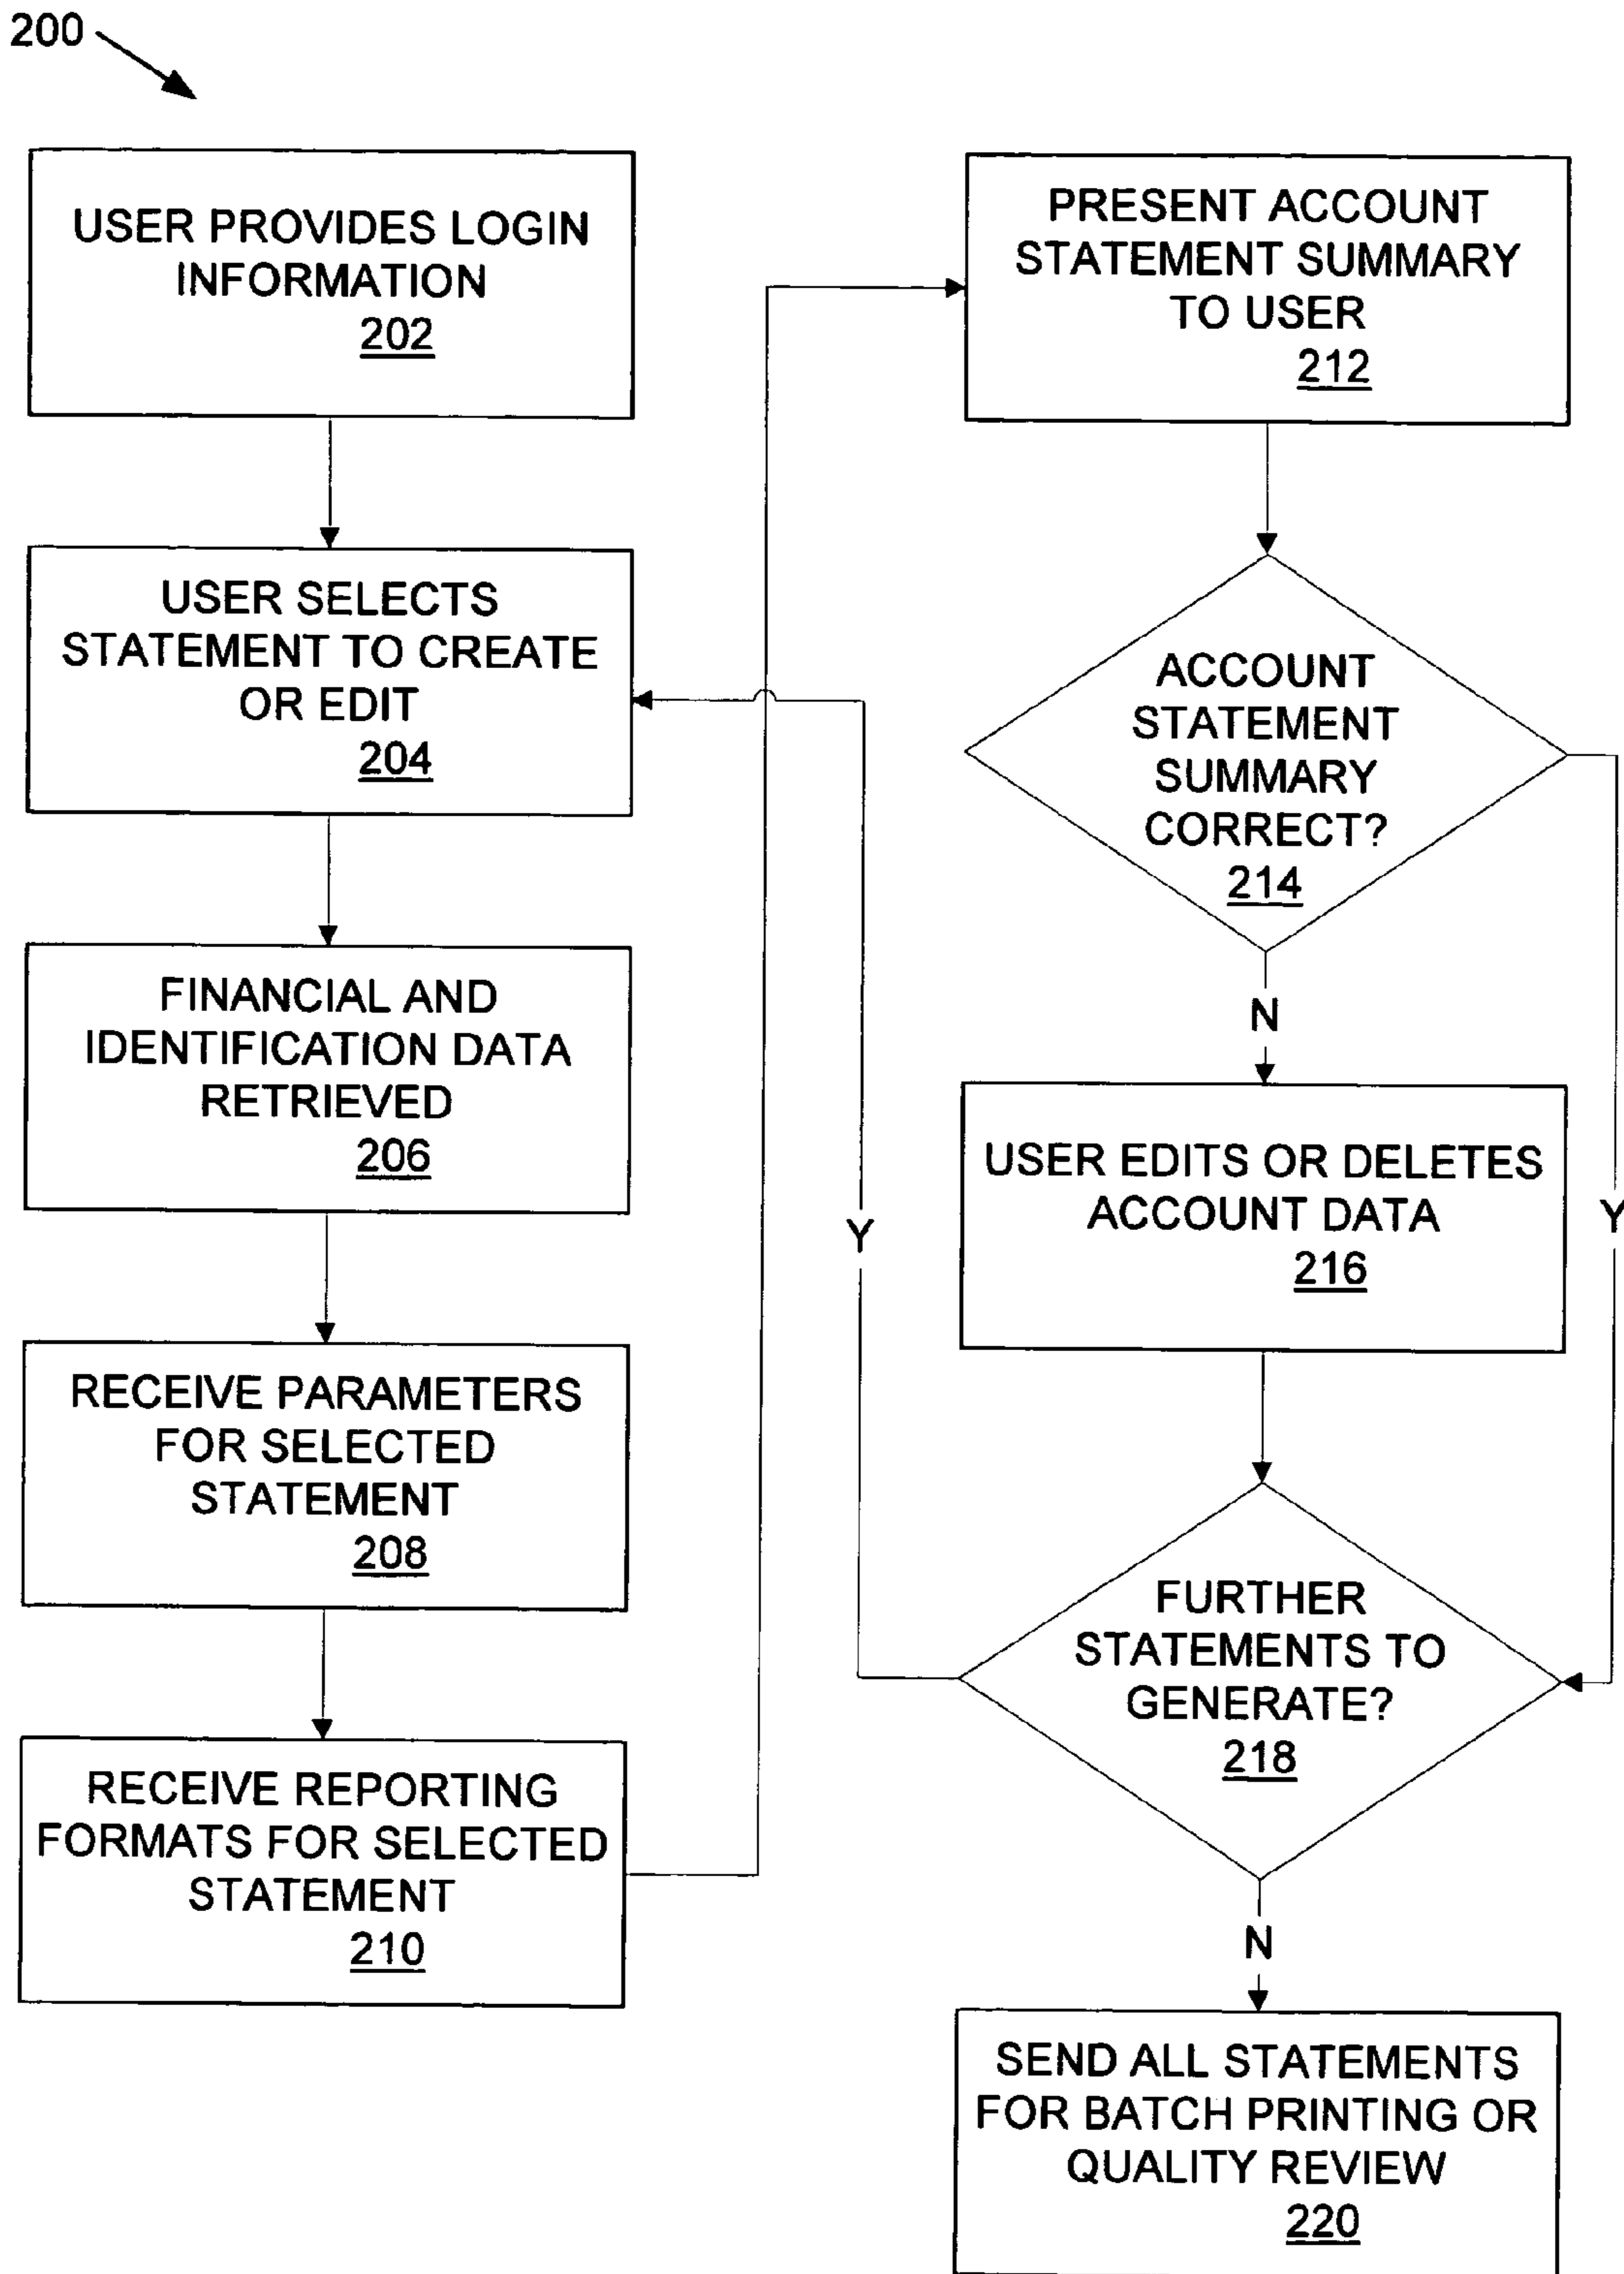 200
USER PROVIDES LOGIN
INFORMATION
202
USER SELECTS
STATEMENT TO CREATE
OR EDIT
204
FINANCIAL AND
IDENTIFICATION DATA
RETRIEVED
206
RECEIVE PARAMETERS
FOR SELECTED
STATEMENT
208
RECEIVE REPORTING
FORMATS FOR SELECTED
STATEMENT
210
PRESENT ACCOUNT
STATEMENT SUMMARY
TO USER
212
ACCOUNT
STATEMENT
SUMMARY
CORRECT?
214
N
Y
USER EDITS OR DELETES
ACCOUNT DATA
216
Y
FURTHER
STATEMENTS TO
GENERATE?
218
N
SEND ALL STATEMENTS
FOR BATCH PRINTING OR
QUALITY REVIEW
220